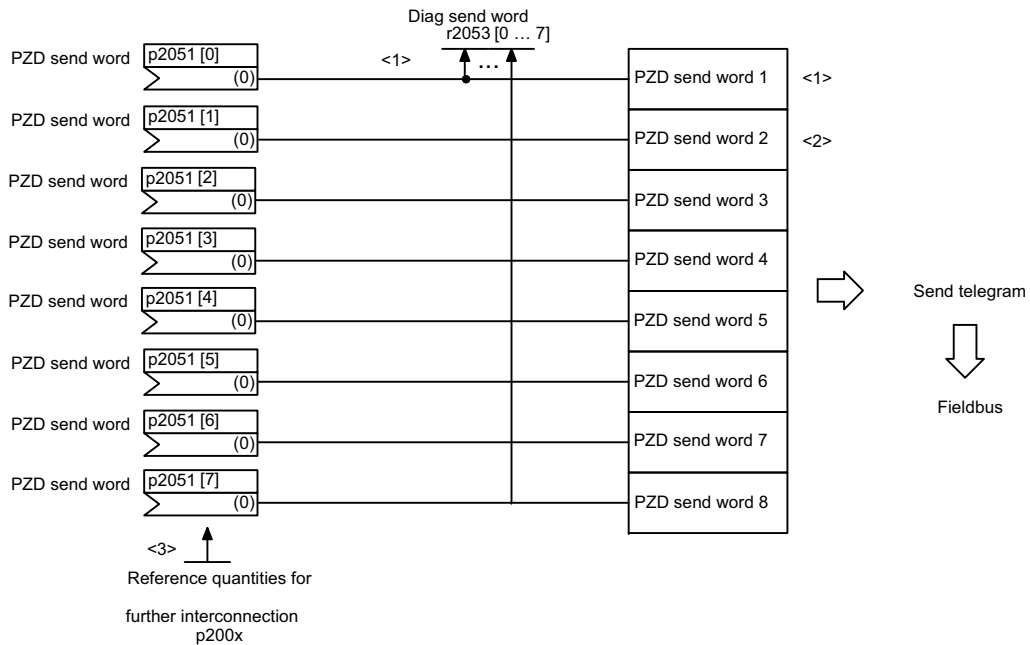 Diag send word
r2053 [0 … 7]
<1>
...
PZD send word
p2051 [0]
(0)
PZD send word 1
<1>
PZD send word
p2051 [1]
(0)
PZD send word 2
<2>
PZD send word
p2051 [2]
(0)
PZD send word 3
PZD send word
p2051 [3]
(0)
PZD send word 4
PZD send word
p2051 [4]
(0)
PZD send word 5
PZD send word
p2051 [5]
(0)
PZD send word 6
PZD send word
p2051 [6]
(0)
PZD send word 7
PZD send word
p2051 [7]
(0)
PZD send word 8
Send telegram
Fieldbus
<3>
Reference quantities for
further interconnection
p200x